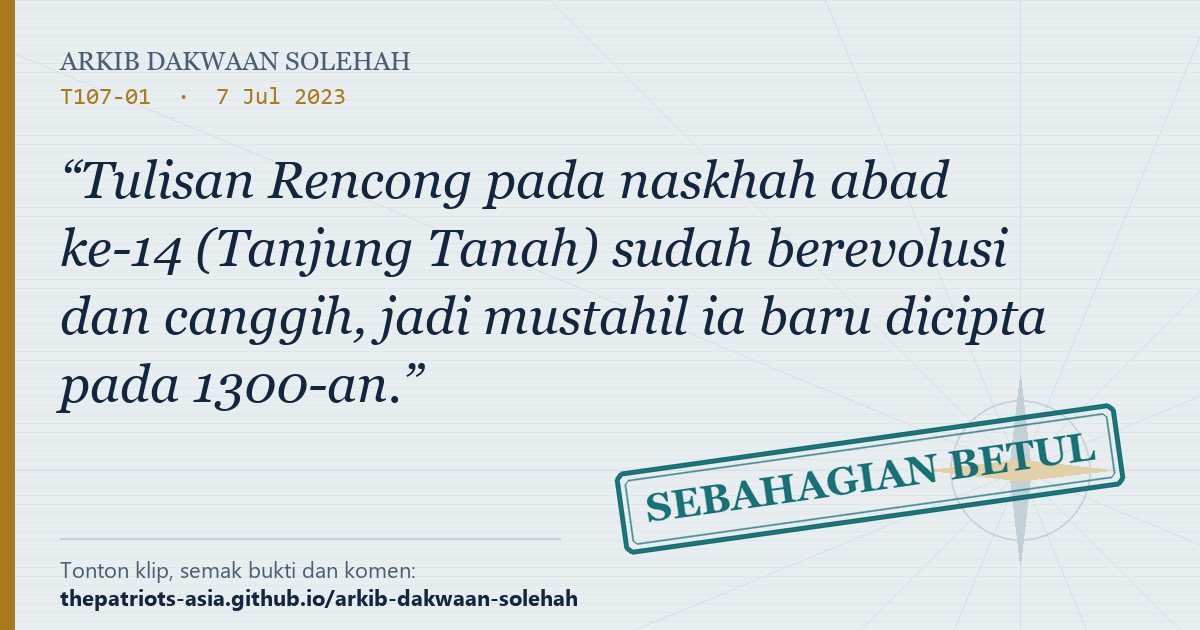 ARKIB DAKWAAN SOLEHAH
T107-01 · 7 Jul 2023
“Tulisan Rencong pada naskhah abad
ke-14 (Tanjung Tanah) sudah berevolusi
dan canggih, jadi mustahil ia baru dicipta
pada 1300-an.”
SEBAHAGIAN BETUL
Tonton klip, semak bukti dan komen:
thepatriots-asia.github.io/arkib-dakwaan-solehah